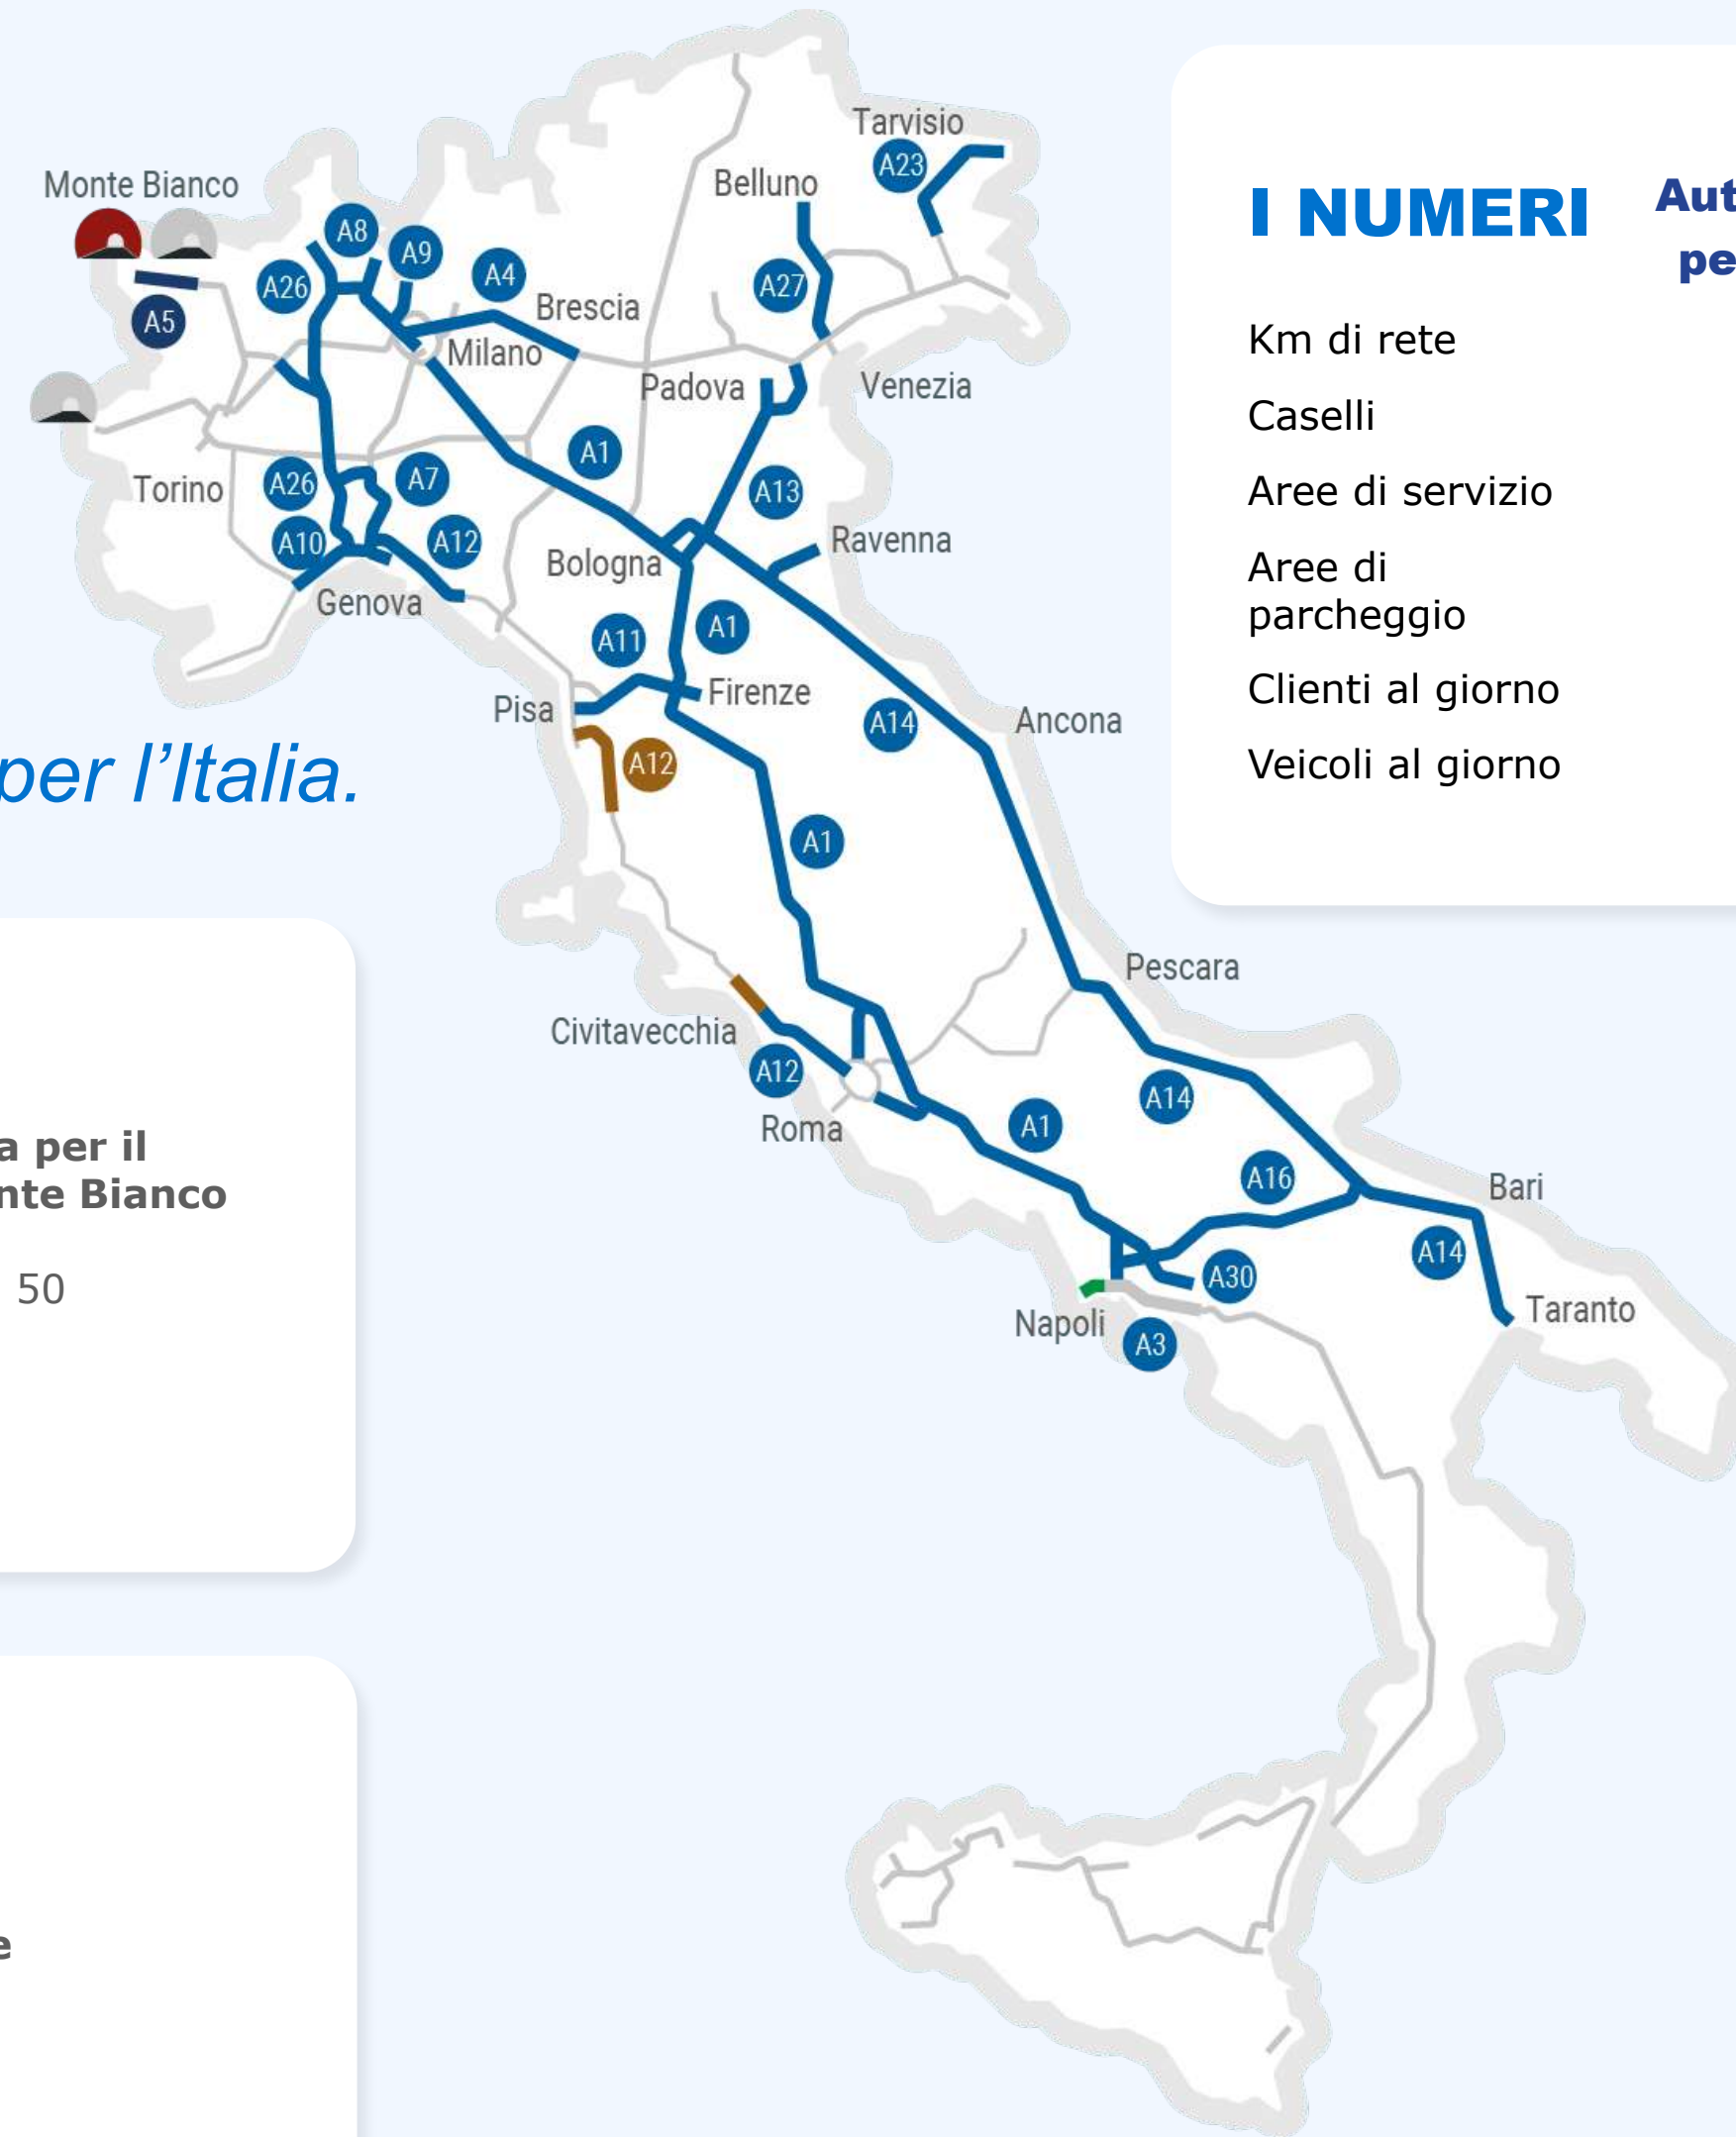 Tarvisio
A23
Monte Bianco
Belluno
A8
A9
A26
A4
A27
A5
Brescia
Milano
Padova
Venezia
A1
Torino
A26
A7
A13
A10
A12
Ravenna
Bologna
Genova
A11
A1
Pisa
Firenze
A14
Ancona
A12
A1
Pescara
Civitavecchia
A12
Roma
A1
A14
A16
Bari
A14
A30
Napoli
A3
Taranto
I NUMERI
Aut
pe
Km di rete
Caselli
Aree di servizio
Aree di
parcheggio
Clienti al giorno
Veicoli al giorno
per l’Italia.
a per il
nte Bianco
50
e